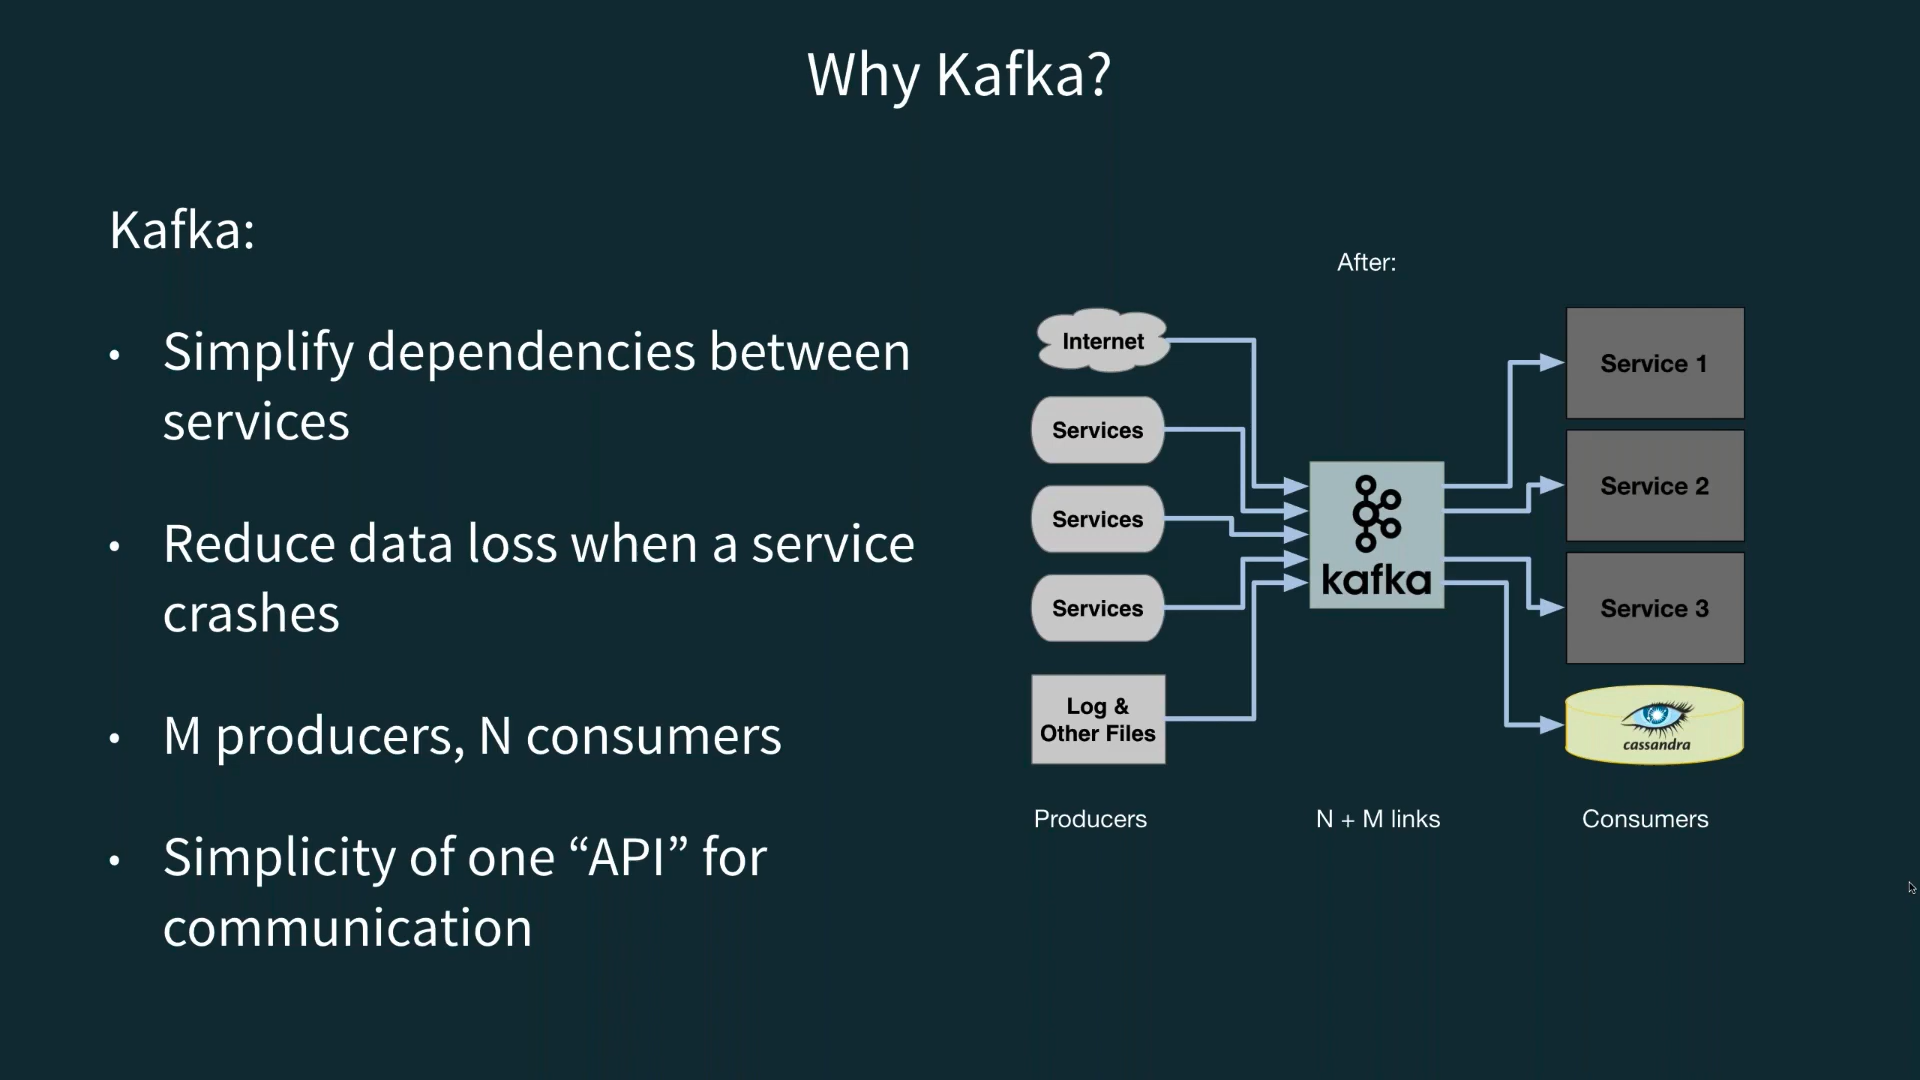 Why Kafka?
Kafka:
• Simplify dependencies between
services
• Reduce data loss when a service
crashes
• M producers, N consumers
• Simplicity of one “API” for
communication
After:
Internet
Services
Services
Services
Log &
Other Files
kafka
Service 1
Service 2
Service 3
cassandra
Producers
N + M links
Consumers